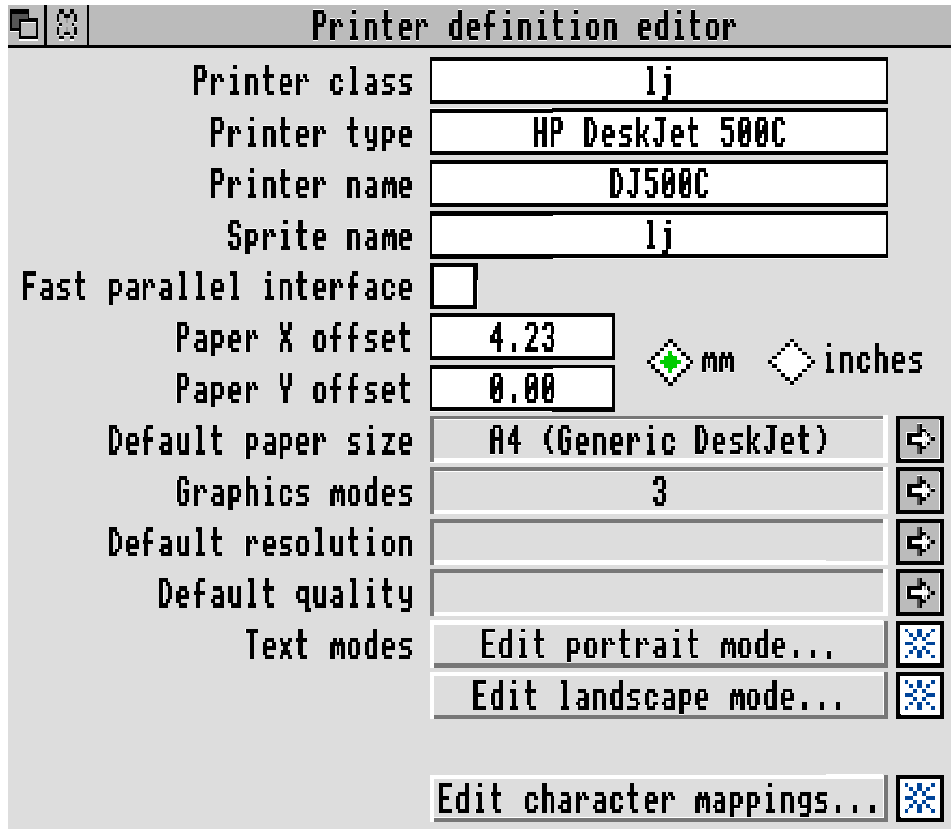 Printer definition editor
Printer class lj
Printer type HP DeskJet 500C
Printer name DJ500C
Sprite name lj
Fast parallel interface
Paper X offset 4.23
mm inches
Paper Y offset 0.00
Default paper size A4 (Generic DeskJet)
Graphics modes 3
Default resolution
Default quality
Text modes Edit portrait mode...
Edit landscape mode...
Edit character mappings...